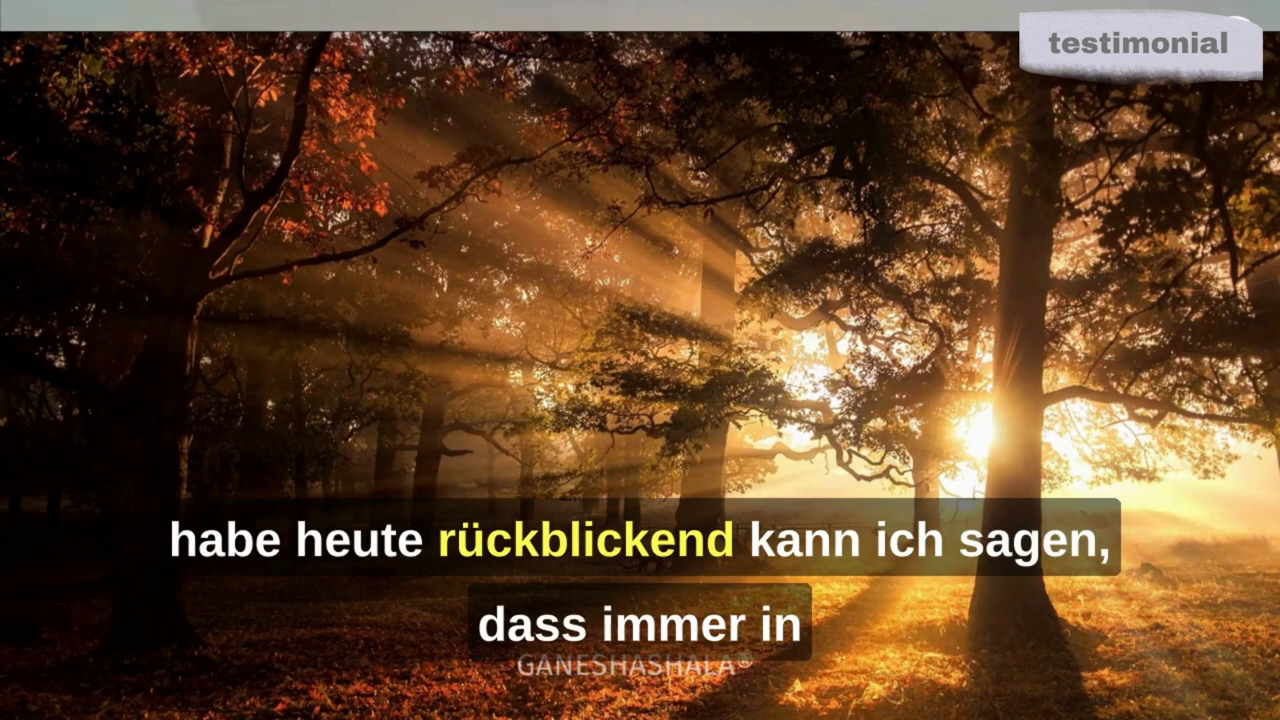 testimonial
habe heute rückblickend kann ich sagen,
dass immer in
GANESHASHALA®